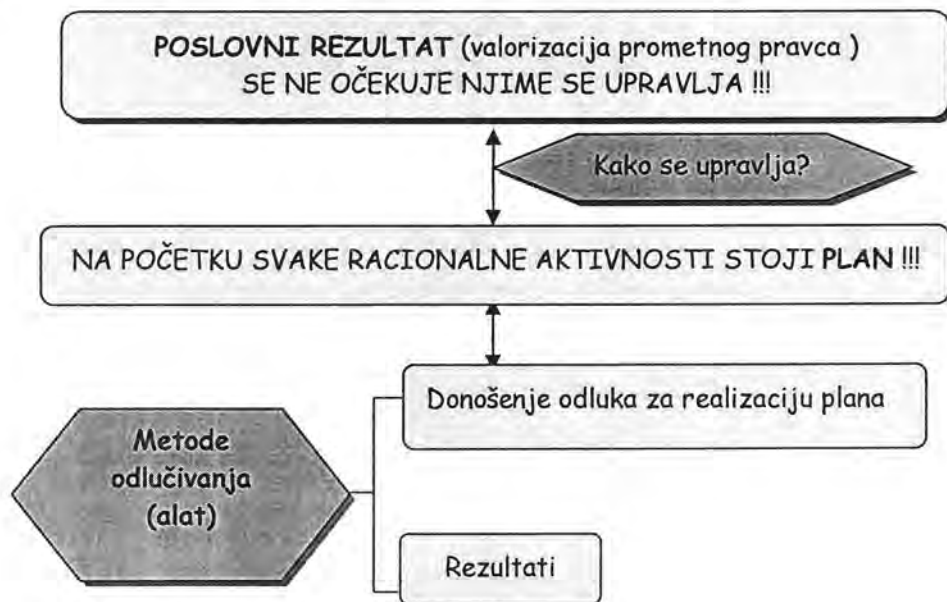 POSLOVNI REZULTAT (valorizacija prometnog pravca )
SE NE OČEKUJE NJIME SE UPRAVLJA !!!
Kako se upravlja?
NA POČETKU SVAKE RACIONALNE AKTIVNOSTI STOJI PLAN !!!
Donošenje odluka za realizaciju plana
Metode
odlučivanja
(alat)
Rezultati